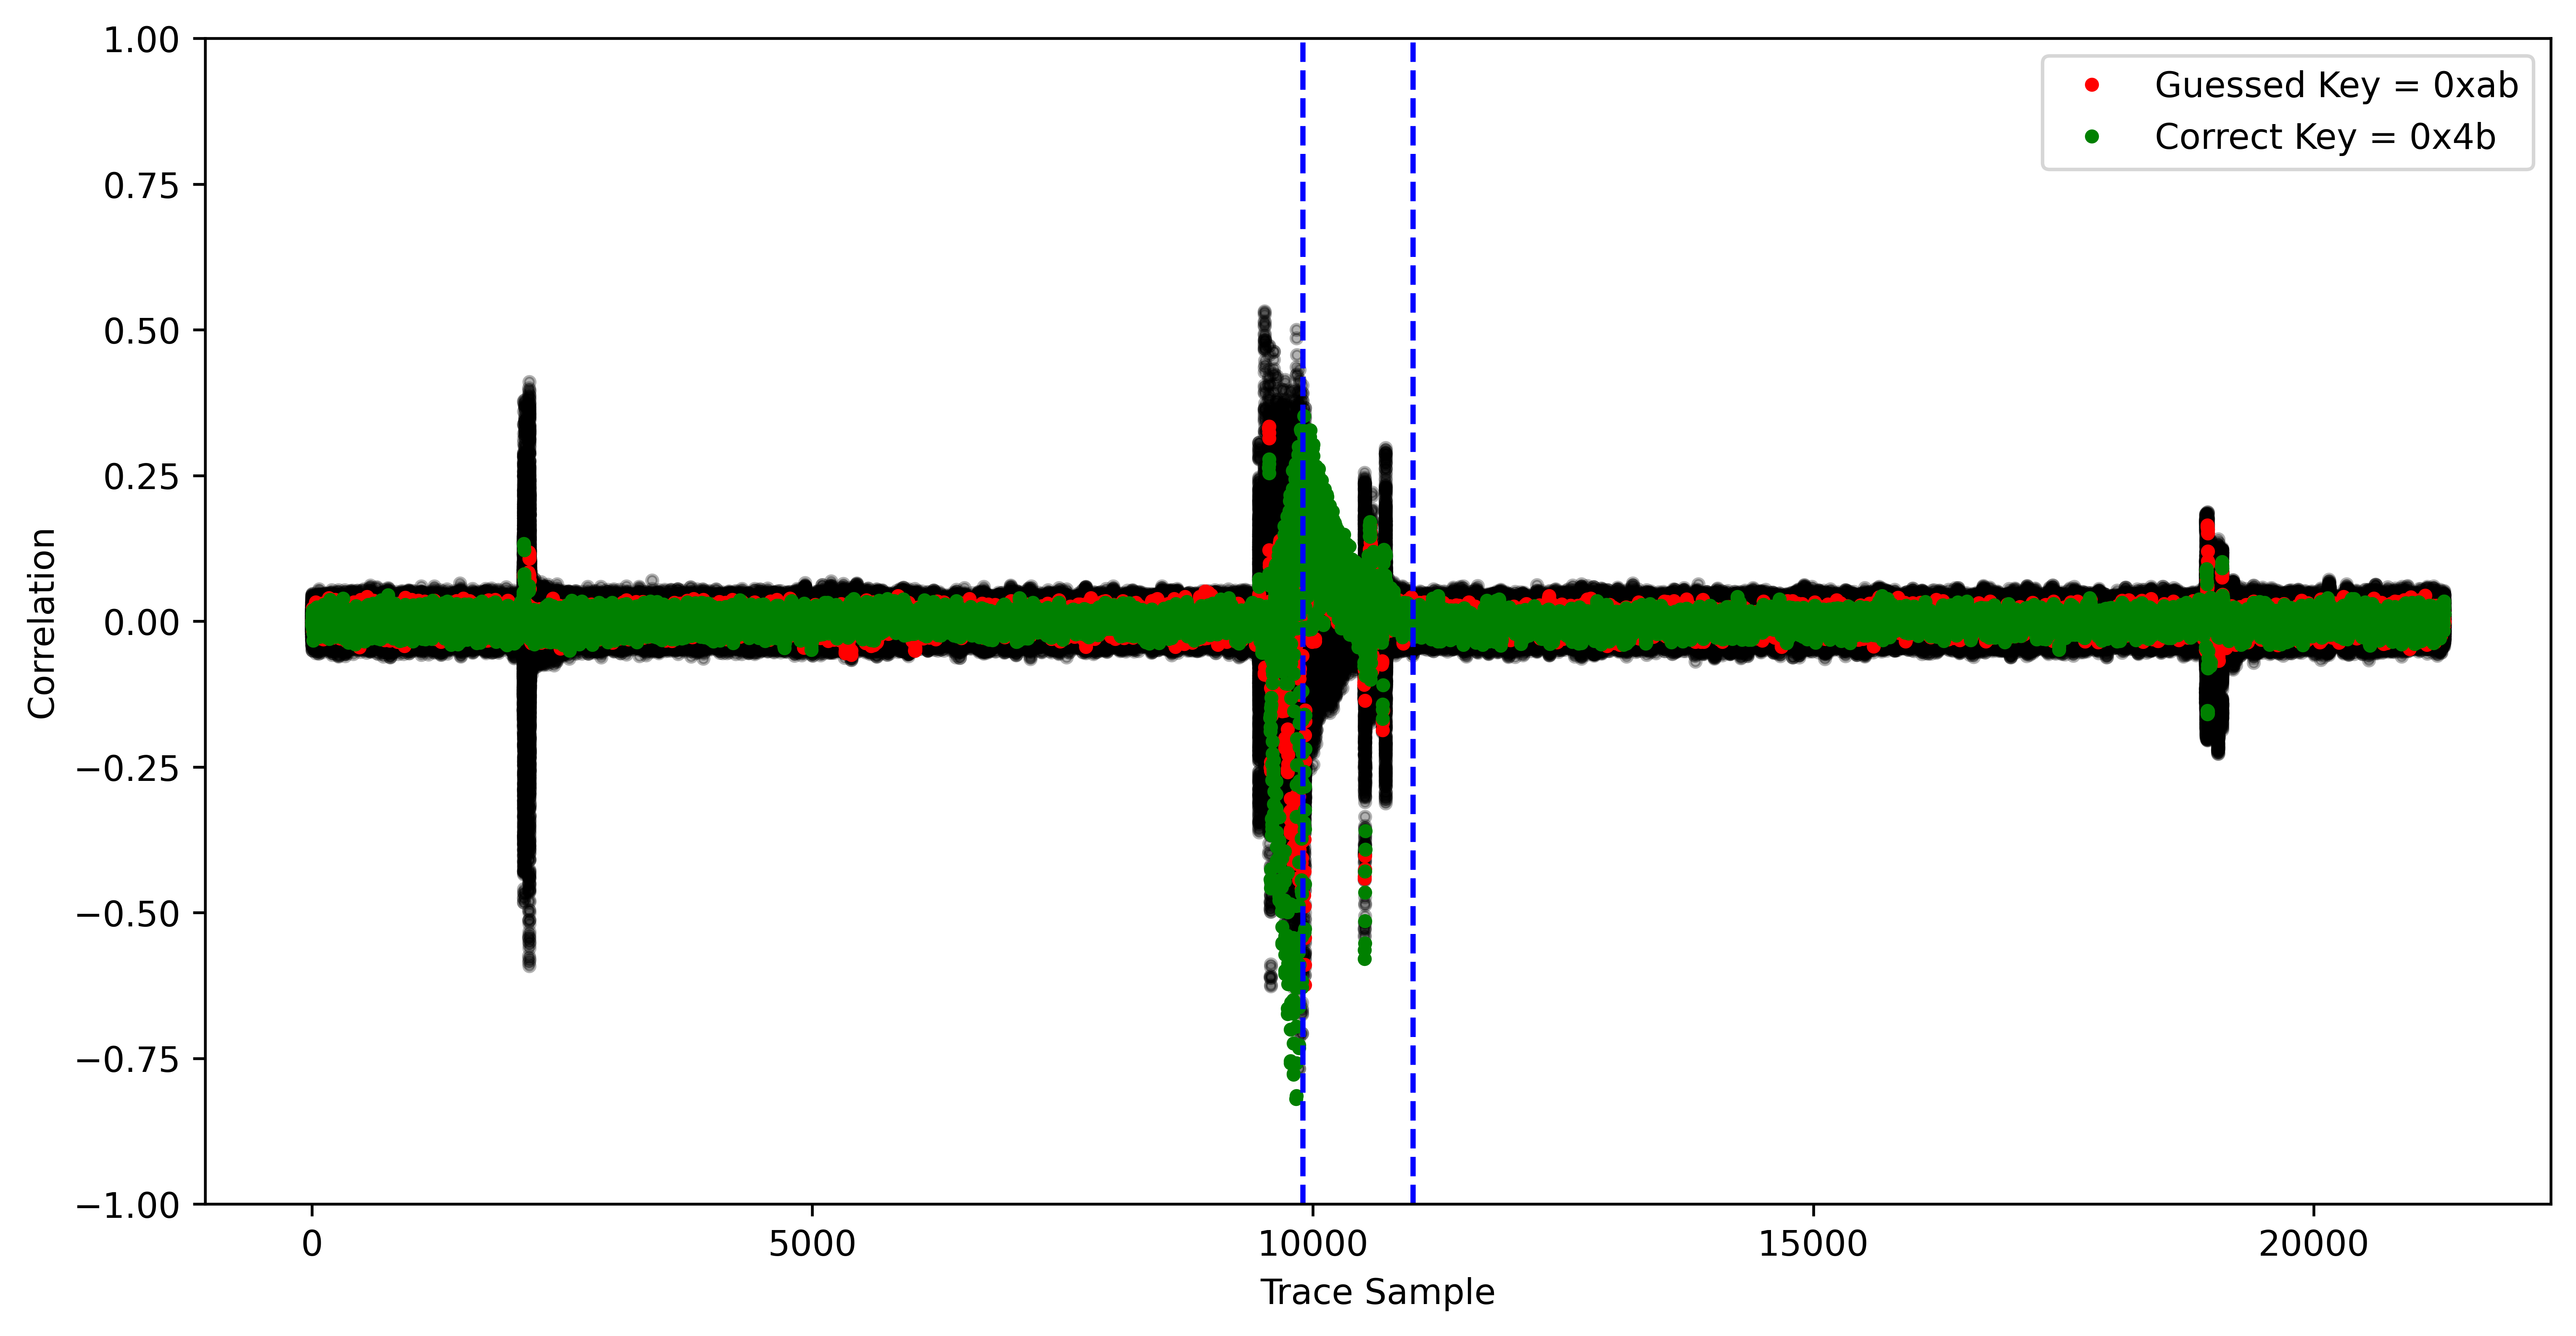 Guessed Key = 0xab
Correct Key = 0x4b
1.00
0.75
0.50
0.25
0.00
−0.25
−0.50
−0.75
−1.00
Correlation
0 5000 10000 15000 20000
Trace Sample